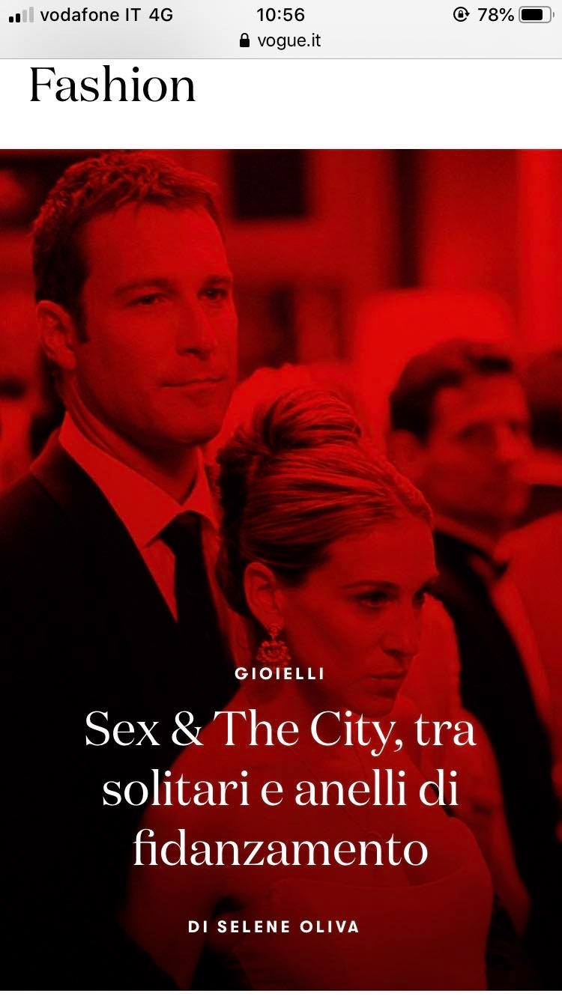 vodafone IT 4G 10:56 78%
vogue.it
Fashion
GIOIELLI
Sex & The City, tra
solitari e anelli di
fidanzamento
DI SELENE OLIVA